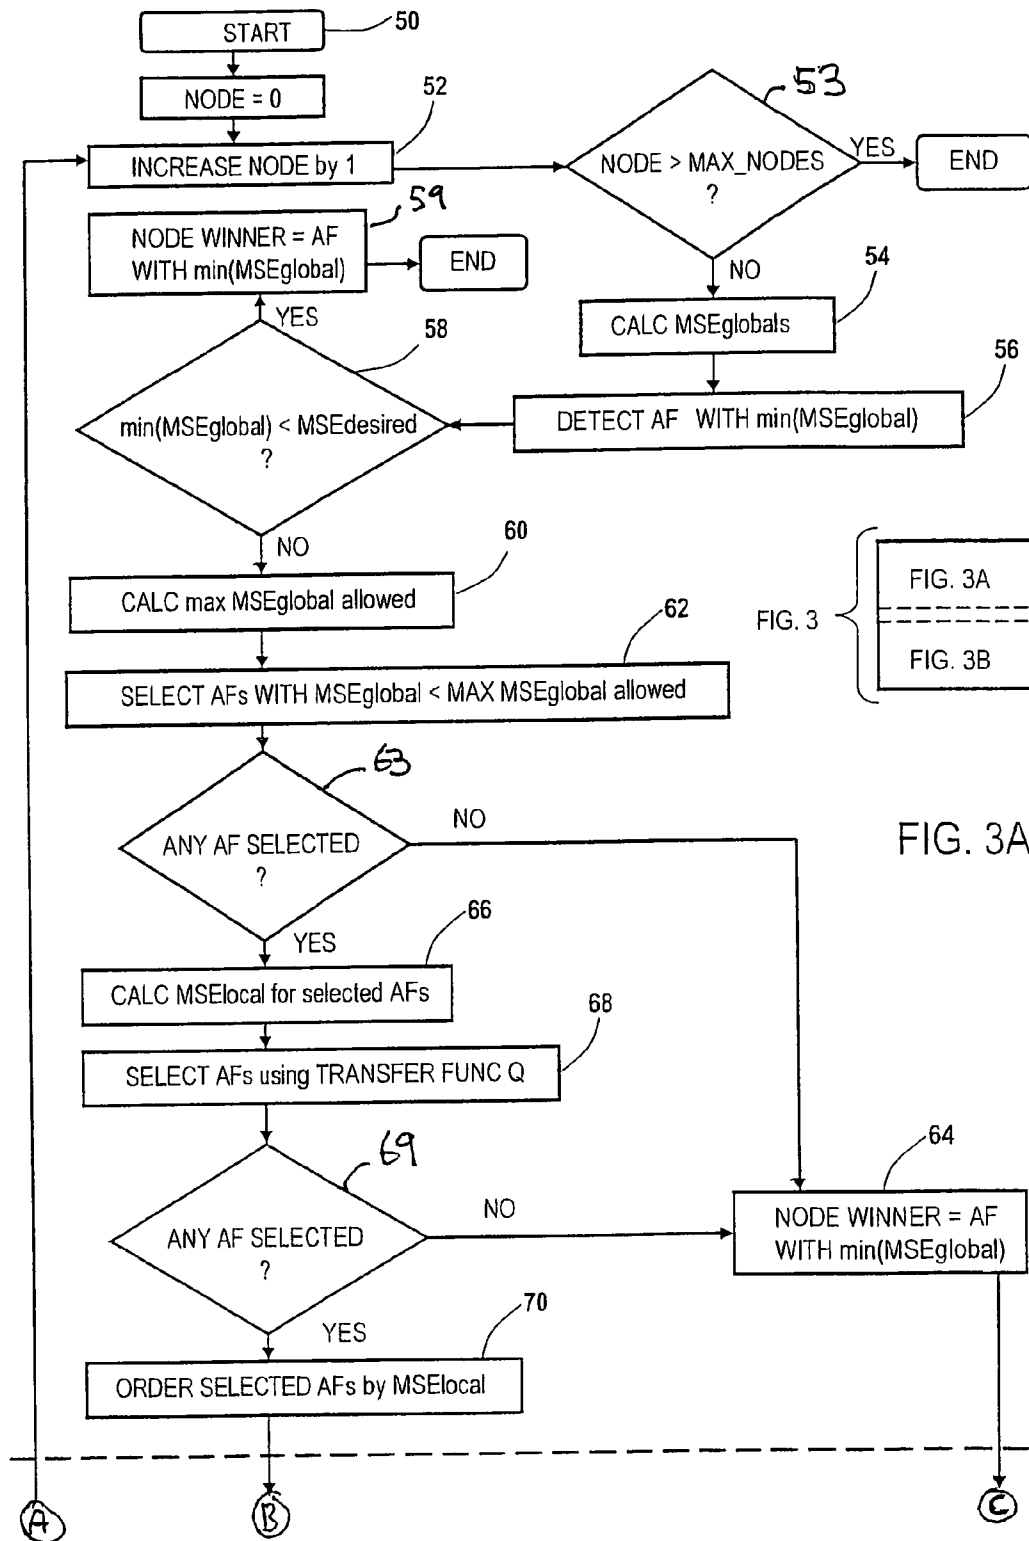 START
50
NODE = 0
52
INCREASE NODE by 1
53
NODE > MAX_NODES
?
YES
END
NO
54
CALC MSEglobals
56
DETECT AF WITH min(MSEglobal)
59
NODE WINNER = AF
WITH min(MSEglobal)
END
YES
58
min(MSEglobal) < MSEdesired
?
NO
60
CALC max MSEglobal allowed
62
SELECT AFs WITH MSEglobal < MAX MSEglobal allowed
FIG. 3
FIG. 3A
FIG. 3B
63
ANY AF SELECTED
?
NO
FIG. 3A
YES
66
CALC MSElocal for selected AFs
68
SELECT AFs using TRANSFER FUNC Q
69
ANY AF SELECTED
?
NO
64
NODE WINNER = AF
WITH min(MSEglobal)
YES
70
ORDER SELECTED AFs by MSElocal
A
B
C